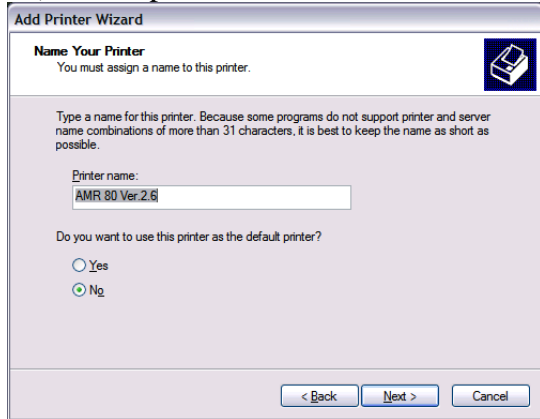 Add Printer Wizard
Name Your Printer
You must assign a name to this printer.
Type a name for this printer. Because some programs do not support printer and server
name combinations of more than 31 characters, it is best to keep the name as short as
possible.
Printer name:
AMR 80 Ver.2.6
Do you want to use this printer as the default printer?
Yes
No
< Back Next > Cancel